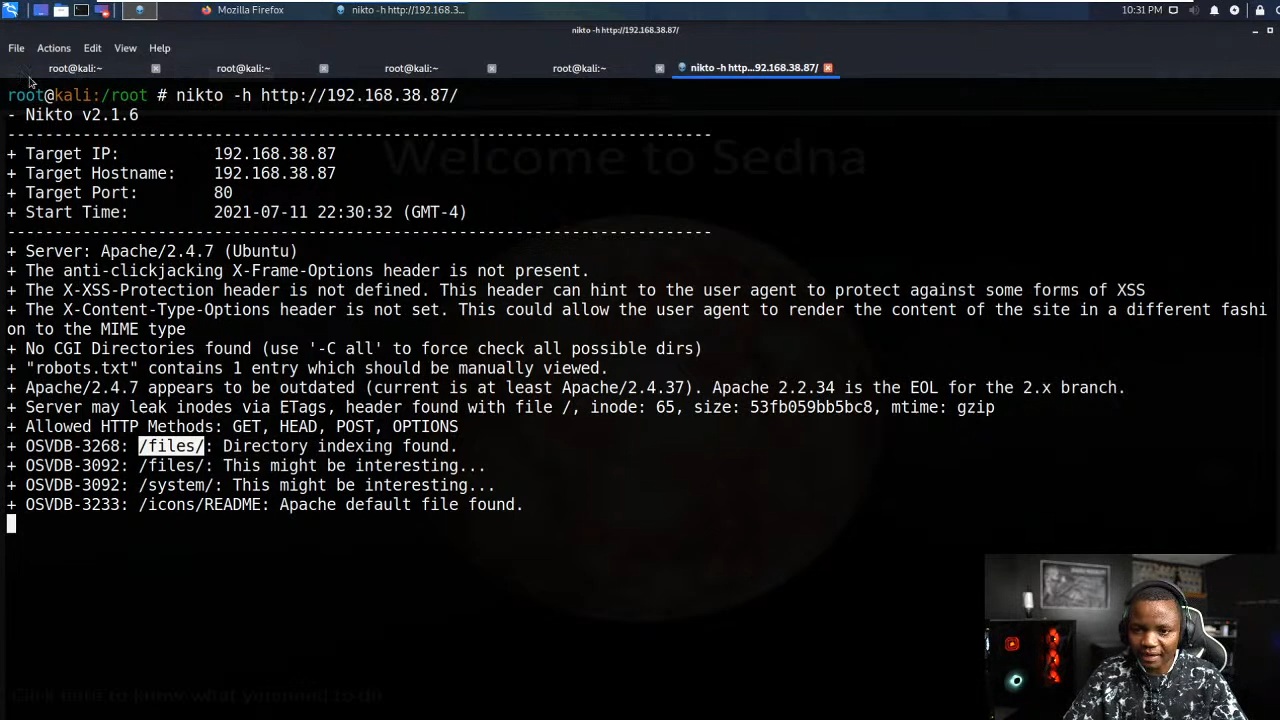 Mozilla Firefox
nikto -h http://192.168.3...
10:31 PM
nikto -h http://192.168.38.87/
File Actions Edit View Help
root@kali:~ root@kali:~ root@kali:~ root@kali:~ nikto -h http...92.168.38.87/
root@kali:/root # nikto -h http://192.168.38.87/
- Nikto v2.1.6
---------------------------------------------------------------------------
+ Target IP: 192.168.38.87
+ Target Hostname: 192.168.38.87
+ Target Port: 80
+ Start Time: 2021-07-11 22:30:32 (GMT-4)
---------------------------------------------------------------------------
Welcome to Sedna
+ Server: Apache/2.4.7 (Ubuntu)
+ The anti-clickjacking X-Frame-Options header is not present.
+ The X-XSS-Protection header is not defined. This header can hint to the user agent to protect against some forms of XSS
+ The X-Content-Type-Options header is not set. This could allow the user agent to render the content of the site in a different fashi
on to the MIME type
+ No CGI Directories found (use '-C all' to force check all possible dirs)
+ "robots.txt" contains 1 entry which should be manually viewed.
+ Apache/2.4.7 appears to be outdated (current is at least Apache/2.4.37). Apache 2.2.34 is the EOL for the 2.x branch.
+ Server may leak inodes via ETags, header found with file /, inode: 65, size: 53fb059bb5bc8, mtime: gzip
+ Allowed HTTP Methods: GET, HEAD, POST, OPTIONS
+ OSVDB-3268: /files/: Directory indexing found.
+ OSVDB-3092: /files/: This might be interesting...
+ OSVDB-3092: /system/: This might be interesting...
+ OSVDB-3233: /icons/README: Apache default file found.
Click here to know what you need to do